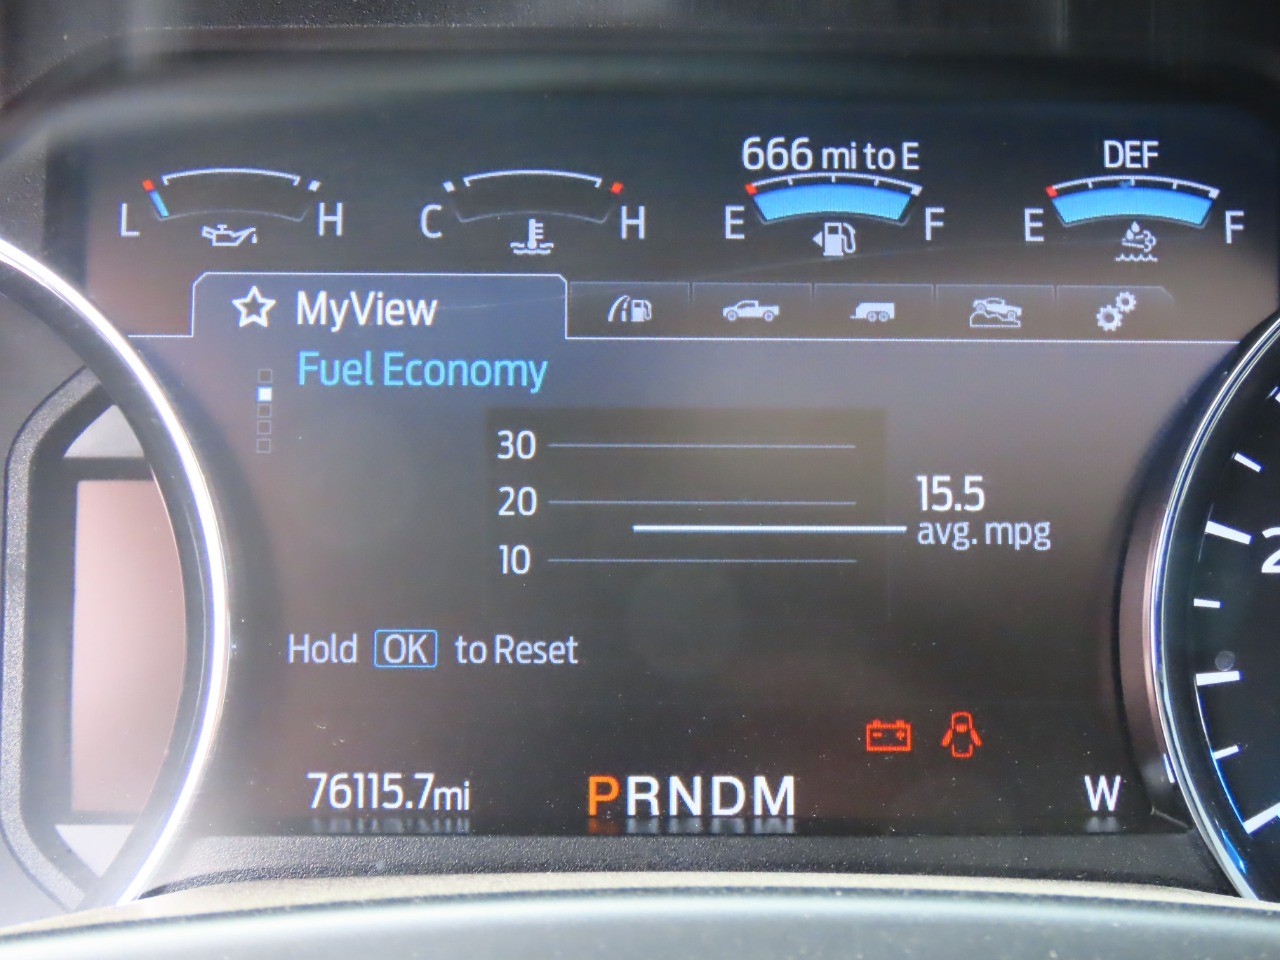 666 mi to E
DEF
L H
C H
E F
E F
MyView
Fuel Economy
30
20
15.5
avg. mpg
10
Hold OK to Reset
76115.7mi
PRNDM
W
2